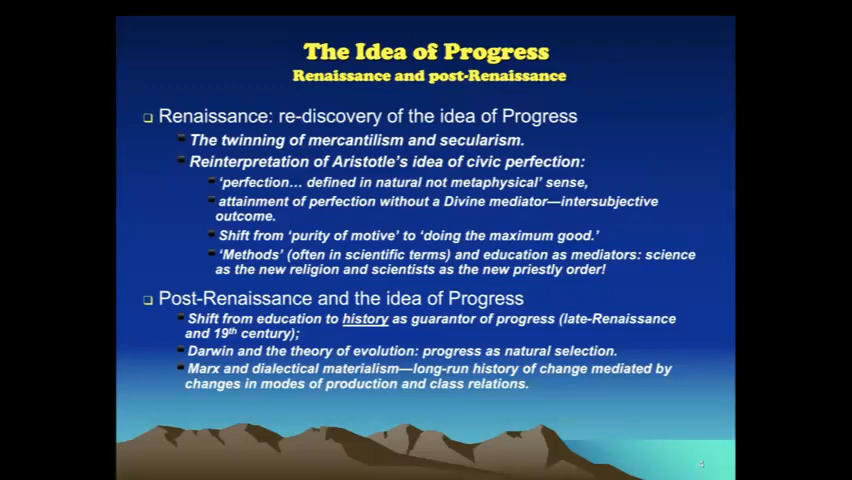 The Idea of Progress
Renaissance and post-Renaissance
Renaissance: re-discovery of the idea of Progress
The twinning of mercantilism and secularism.
Reinterpretation of Aristotle's idea of civic perfection:
'perfection… defined in natural not metaphysical' sense,
attainment of perfection without a Divine mediator—intersubjective
outcome.
Shift from 'purity of motive' to 'doing the maximum good.'
'Methods' (often in scientific terms) and education as mediators: science
as the new religion and scientists as the new priestly order!
Post-Renaissance and the idea of Progress
Shift from education to history as guarantor of progress (late-Renaissance
and 19th century);
Darwin and the theory of evolution: progress as natural selection.
Marx and dialectical materialism—long-run history of change mediated by
changes in modes of production and class relations.
4